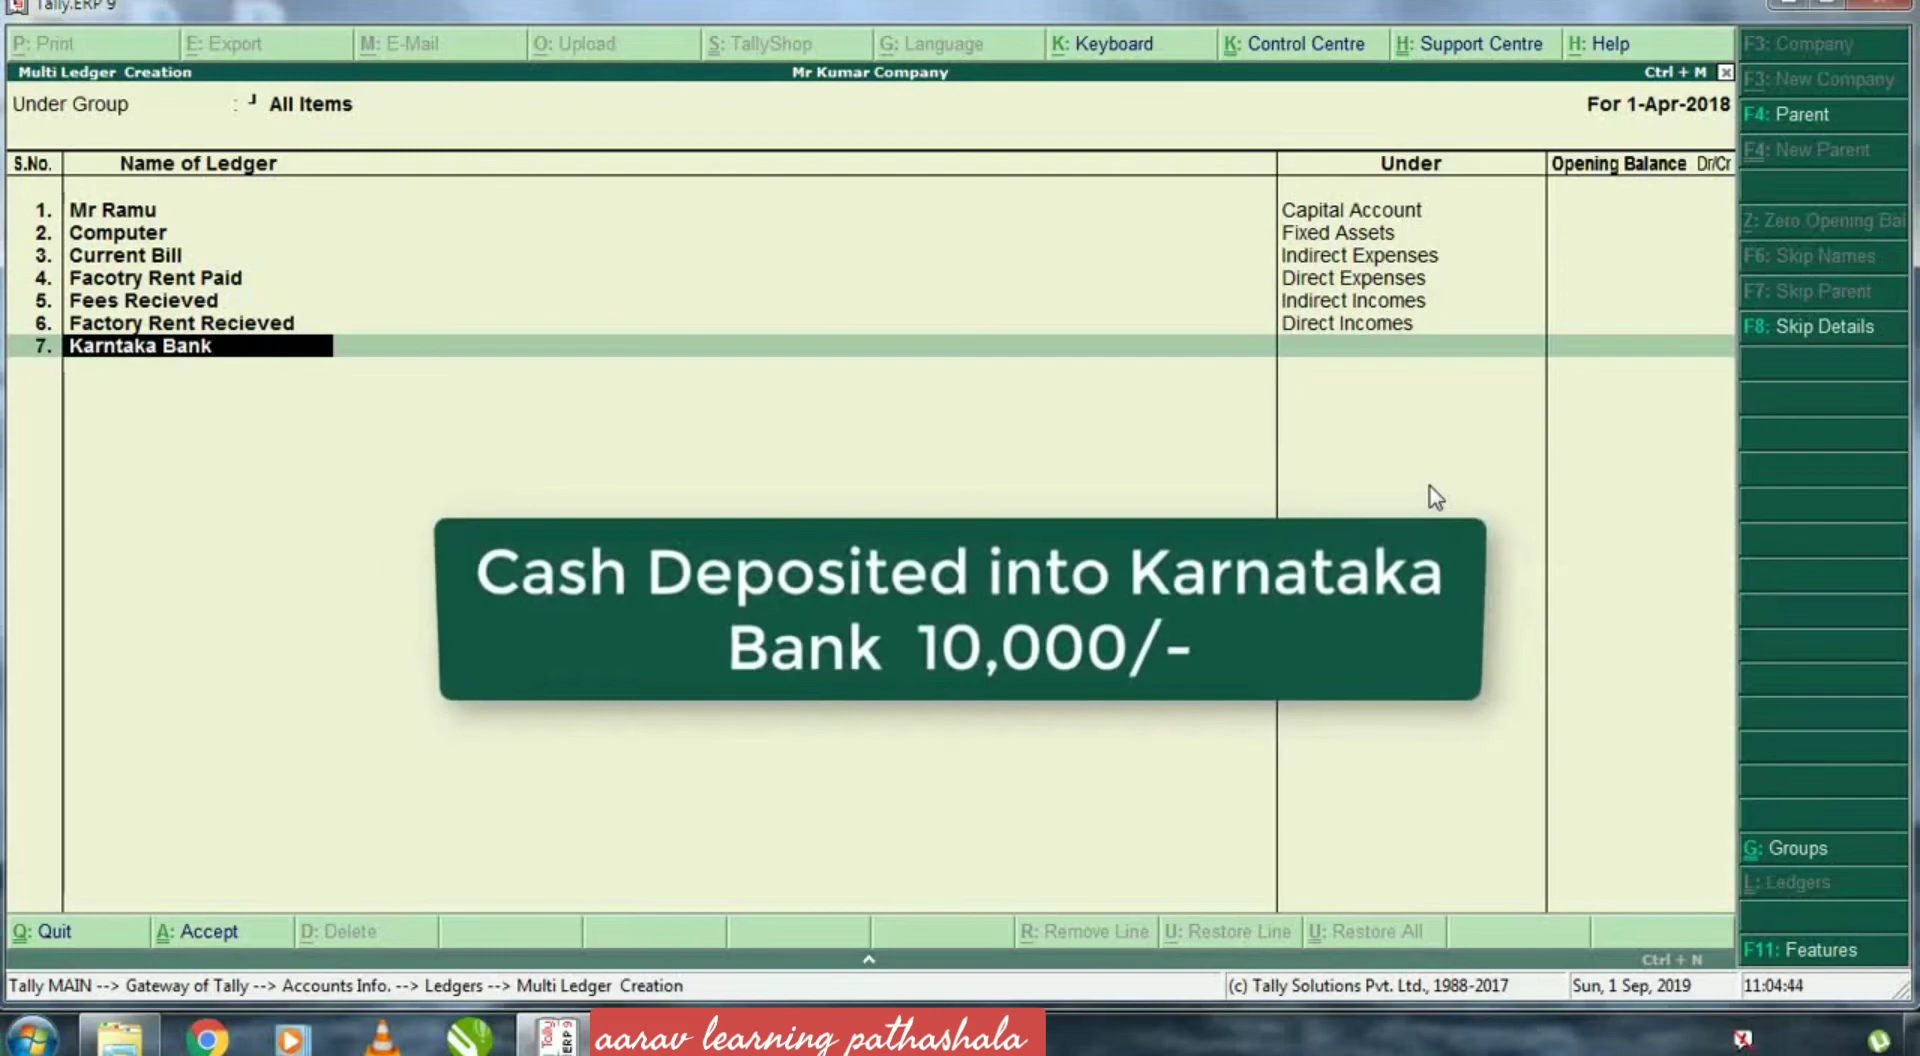 Tally.ERP 9
P: Print E: Export M: E-Mail O: Upload S: TallyShop G: Language K: Keyboard K: Control Centre H: Support Centre H: Help
F3: Company
Multi Ledger Creation Mr Kumar Company Ctrl + M
F3: New Company
Under Group : ╛ All Items For 1-Apr-2018
F4: Parent
F4: New Parent
S.No. Name of Ledger Under Opening Balance Dr/Cr
1. Mr Ramu Capital Account
Z: Zero Opening Bal
2. Computer Fixed Assets
3. Current Bill Indirect Expenses
F6: Skip Names
4. Facotry Rent Paid Direct Expenses
F7: Skip Parent
5. Fees Recieved Indirect Incomes
6. Factory Rent Recieved Direct Incomes
F8: Skip Details
7. Karntaka Bank
Cash Deposited into Karnataka
Bank 10,000/-
G: Groups
L: Ledgers
Q: Quit A: Accept D: Delete R: Remove Line U: Restore Line U: Restore All
F11: Features
Ctrl + N
Tally MAIN --> Gateway of Tally --> Accounts Info. --> Ledgers --> Multi Ledger Creation (c) Tally Solutions Pvt. Ltd., 1988-2017 Sun, 1 Sep, 2019 11:04:44
Tally
ERP 9
aarav learning pathashala